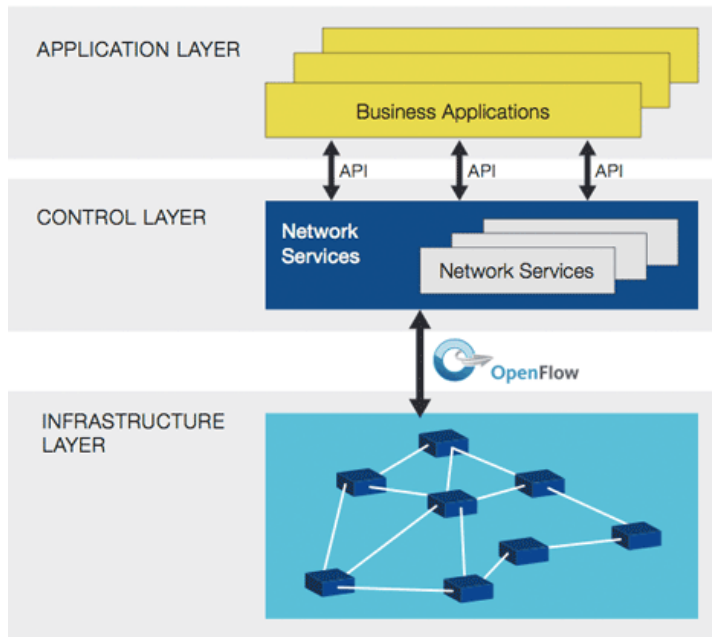 APPLICATION LAYER
Business Applications
API
API
API
CONTROL LAYER
Network
Services
Network Services
OpenFlow
INFRASTRUCTURE
LAYER